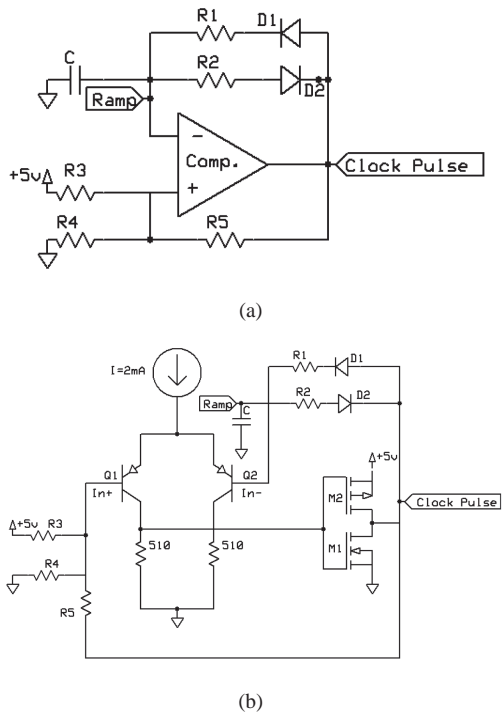 R1
D1
C
R2
D2
Ramp
-
Comp.
+
Clock Pulse
+5v
R3
R4
R5
(a)
I=2mA
R1
D1
Ramp
C
R2
D2
+5v
Q1
In+
Q2
In-
M2
Clock Pulse
+5v
R3
M1
R4
510
510
R5
(b)